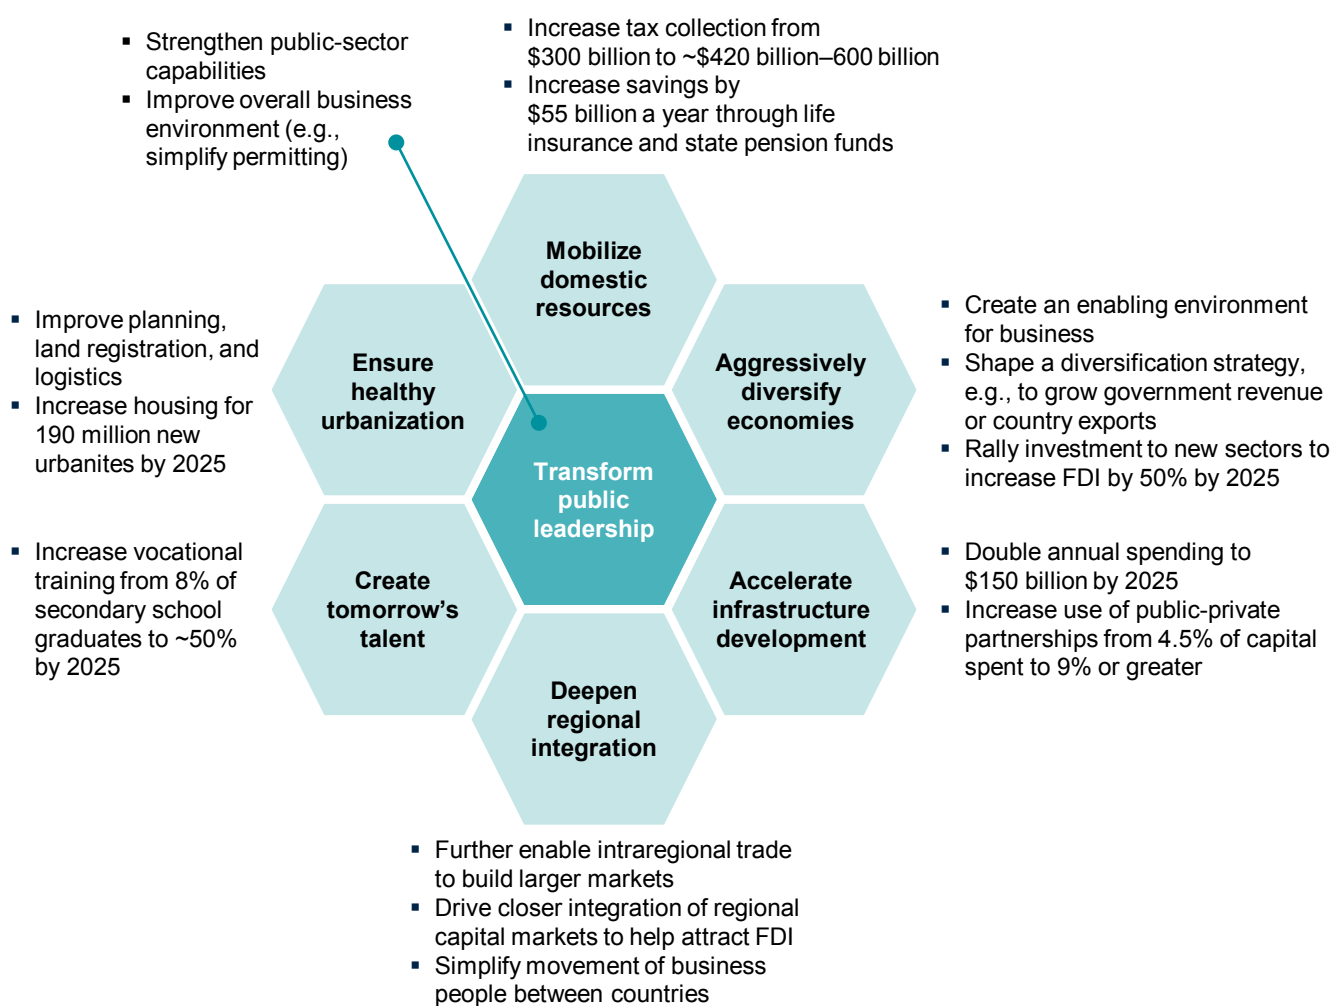 ▪ Strengthen public-sector
capabilities
▪ Improve overall business
environment (e.g.,
simplify permitting)
▪ Increase tax collection from
$300 billion to ~$420 billion–600 billion
▪ Increase savings by
$55 billion a year through life
insurance and state pension funds
Mobilize
domestic
resources
▪ Improve planning,
land registration, and
logistics
▪ Increase housing for
190 million new
urbanites by 2025
Ensure
healthy
urbanization
Aggressively
diversify
economies
▪ Create an enabling environment
for business
▪ Shape a diversification strategy,
e.g., to grow government revenue
or country exports
▪ Rally investment to new sectors to
increase FDI by 50% by 2025
Transform
public
leadership
▪ Increase vocational
training from 8% of
secondary school
graduates to ~50%
by 2025
Create
tomorrow’s
talent
Accelerate
infrastructure
development
▪ Double annual spending to
$150 billion by 2025
▪ Increase use of public-private
partnerships from 4.5% of capital
spent to 9% or greater
Deepen
regional
integration
▪ Further enable intraregional trade
to build larger markets
▪ Drive closer integration of regional
capital markets to help attract FDI
▪ Simplify movement of business
people between countries